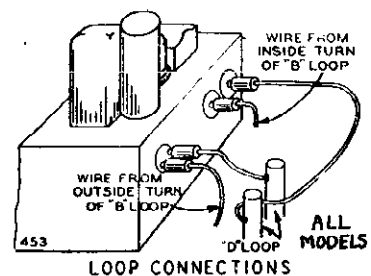 WIRE FROM
INSIDE TURN
OF "B" LOOP
WIRE FROM
OUTSIDE TURN
OF "B" LOOP
"D" LOOP
ALL
MODELS
453
LOOP CONNECTIONS